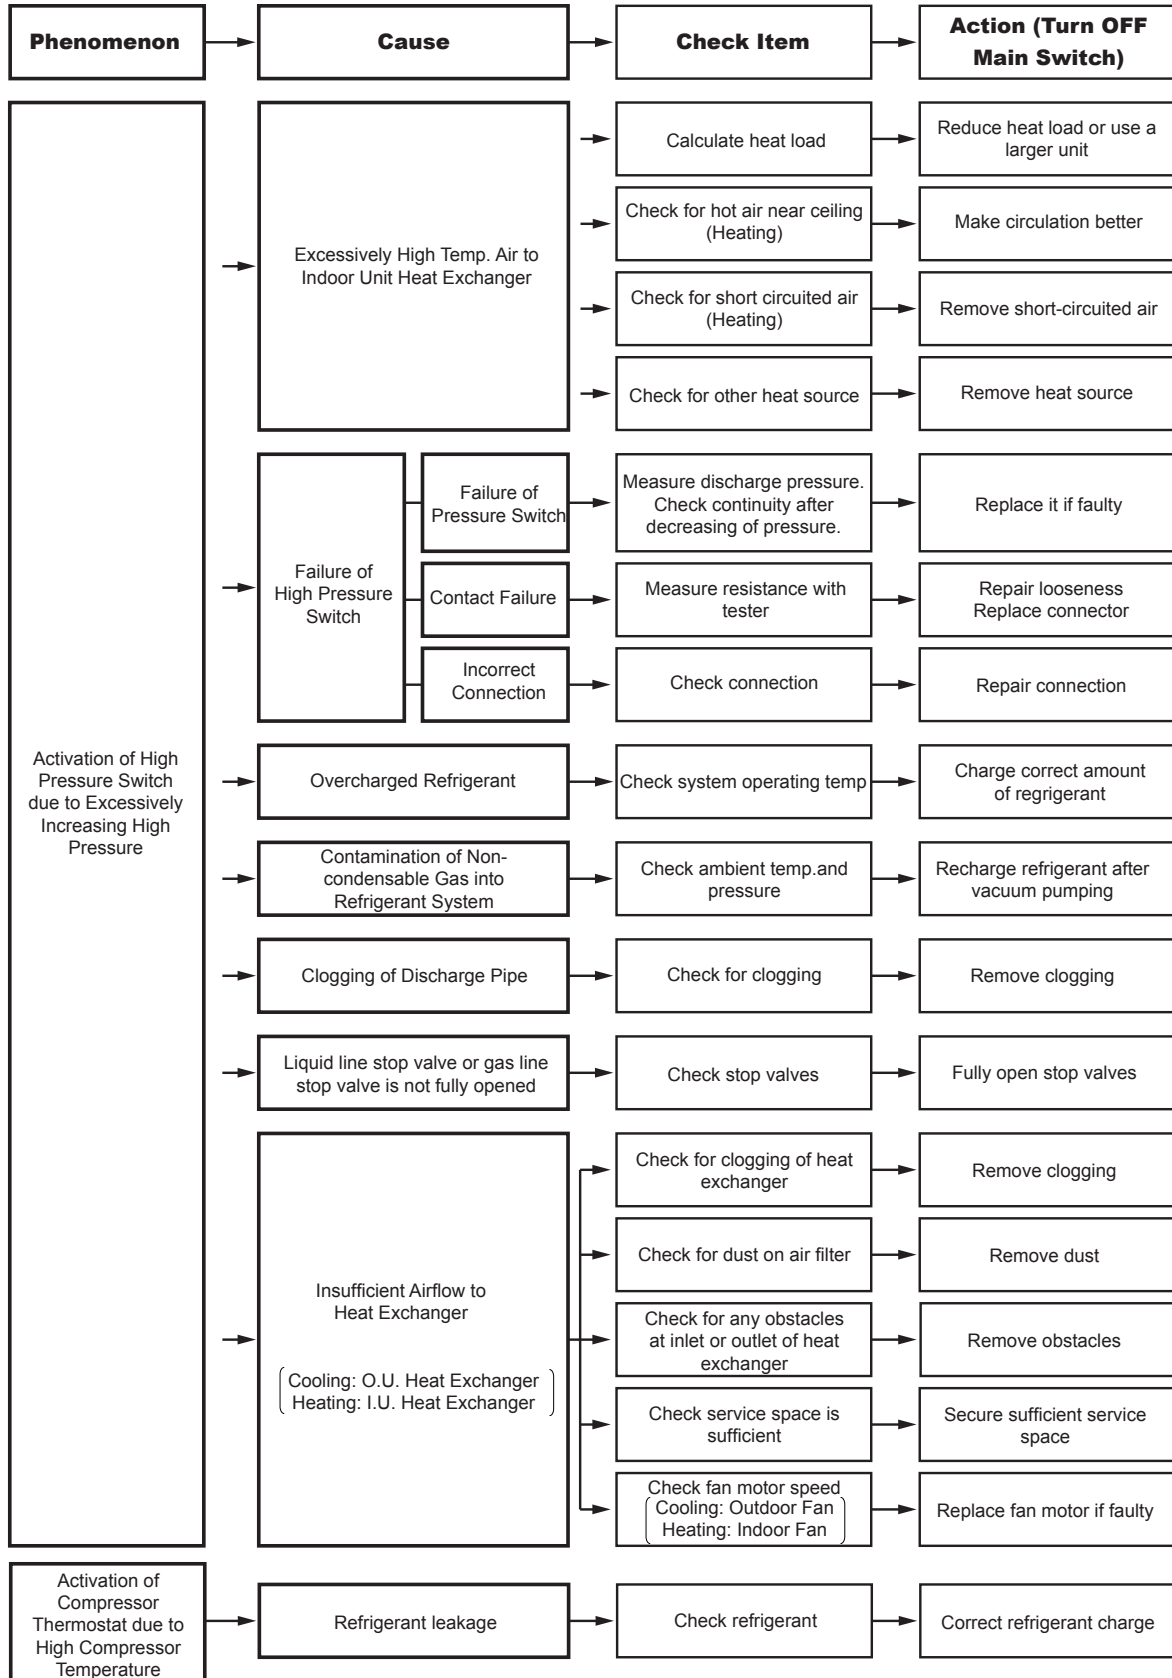 Phenomenon
Cause
Check Item
Action (Turn OFF
Main Switch)
Activation of High
Pressure Switch
due to Excessively
Increasing High
Pressure
Excessively High Temp. Air to
Indoor Unit Heat Exchanger
Calculate heat load
Reduce heat load or use a
larger unit
Check for hot air near ceiling
(Heating)
Make circulation better
Check for short circuited air
(Heating)
Remove short-circuited air
Check for other heat source
Remove heat source
Failure of
High Pressure
Switch
Failure of
Pressure Switch
Measure discharge pressure.
Check continuity after
decreasing of pressure.
Replace it if faulty
Contact Failure
Measure resistance with
tester
Repair looseness
Replace connector
Incorrect
Connection
Check connection
Repair connection
Overcharged Refrigerant
Check system operating temp
Charge correct amount
of regrigerant
Contamination of Non-
condensable Gas into
Refrigerant System
Check ambient temp.and
pressure
Recharge refrigerant after
vacuum pumping
Clogging of Discharge Pipe
Check for clogging
Remove clogging
Liquid line stop valve or gas line
stop valve is not fully opened
Check stop valves
Fully open stop valves
Insufficient Airflow to
Heat Exchanger
Cooling: O.U. Heat Exchanger
Heating: I.U. Heat Exchanger
Check for clogging of heat
exchanger
Remove clogging
Check for dust on air filter
Remove dust
Check for any obstacles
at inlet or outlet of heat
exchanger
Remove obstacles
Check service space is
sufficient
Secure sufficient service
space
Check fan motor speed
Cooling: Outdoor Fan
Heating: Indoor Fan
Replace fan motor if faulty
Activation of
Compressor
Thermostat due to
High Compressor
Temperature
Refrigerant leakage
Check refrigerant
Correct refrigerant charge